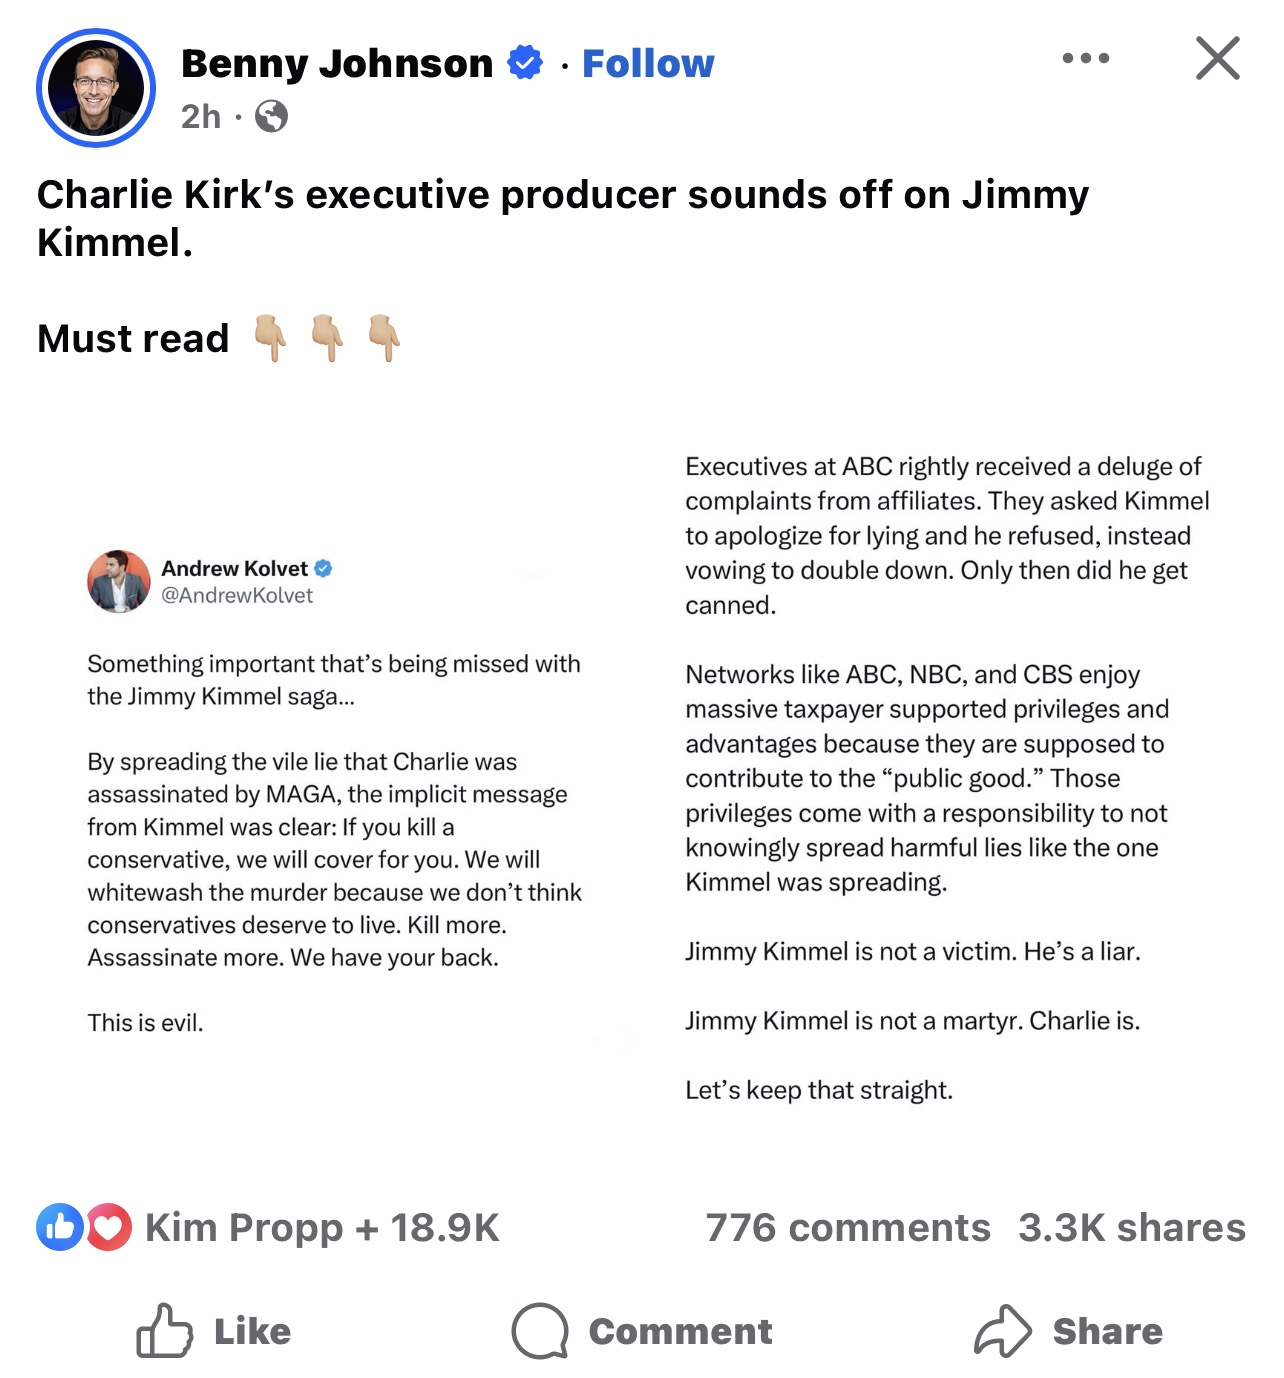 Benny Johnson · Follow
2h ·
Charlie Kirk’s executive producer sounds off on Jimmy
Kimmel.
Must read 👇🏼 👇🏼 👇🏼
Andrew Kolvet
@AndrewKolvet
Something important that’s being missed with
the Jimmy Kimmel saga...
By spreading the vile lie that Charlie was
assassinated by MAGA, the implicit message
from Kimmel was clear: If you kill a
conservative, we will cover for you. We will
whitewash the murder because we don’t think
conservatives deserve to live. Kill more.
Assassinate more. We have your back.
This is evil.
Executives at ABC rightly received a deluge of
complaints from affiliates. They asked Kimmel
to apologize for lying and he refused, instead
vowing to double down. Only then did he get
canned.
Networks like ABC, NBC, and CBS enjoy
massive taxpayer supported privileges and
advantages because they are supposed to
contribute to the “public good.” Those
privileges come with a responsibility to not
knowingly spread harmful lies like the one
Kimmel was spreading.
Jimmy Kimmel is not a victim. He’s a liar.
Jimmy Kimmel is not a martyr. Charlie is.
Let’s keep that straight.
Kim Propp + 18.9K 776 comments 3.3K shares
Like Comment Share